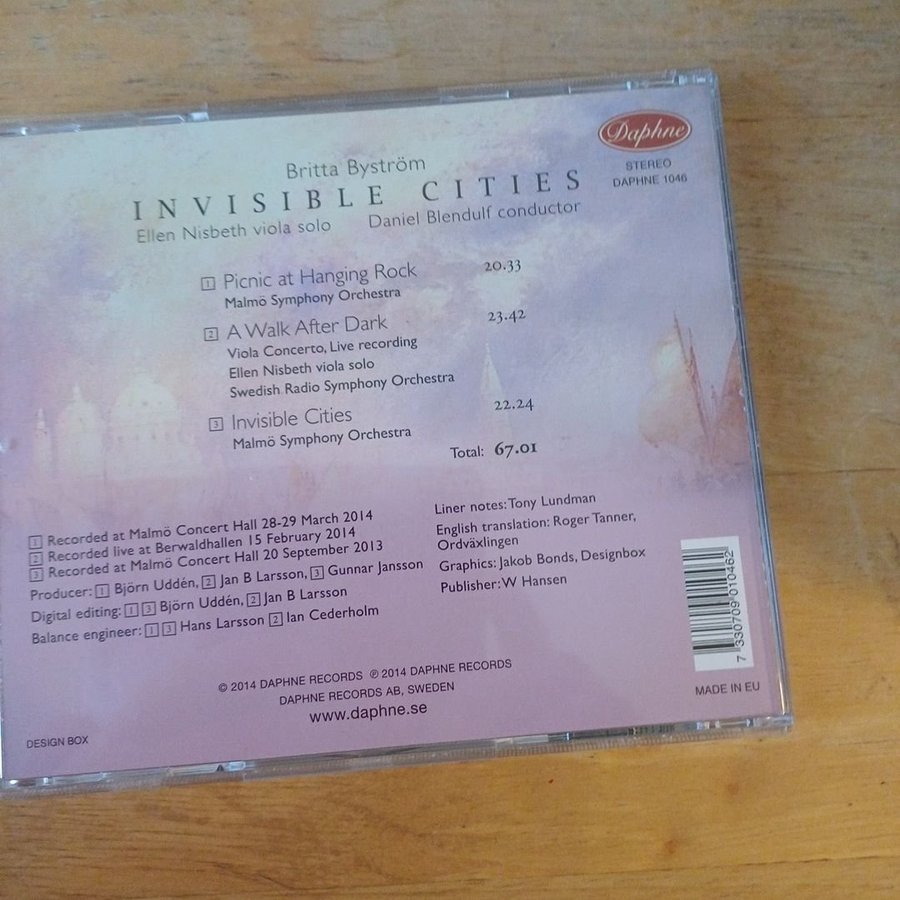 Daphne
STEREO
DAPHNE 1046
Britta Byström
INVISIBLE CITIES
Ellen Nisbeth viola solo Daniel Blendulf conductor
1 Picnic at Hanging Rock 20.33
Malmö Symphony Orchestra
2 A Walk After Dark 23.42
Viola Concerto, Live recording
Ellen Nisbeth viola solo
Swedish Radio Symphony Orchestra
3 Invisible Cities 22.24
Malmö Symphony Orchestra
Total: 67.01
1 Recorded at Malmö Concert Hall 28-29 March 2014
2 Recorded live at Berwaldhallen 15 February 2014
3 Recorded at Malmö Concert Hall 20 September 2013
Producer: 1 Björn Uddén, 2 Jan B Larsson, 3 Gunnar Jansson
Digital editing: 1 3 Björn Uddén, 2 Jan B Larsson
Balance engineer: 1 3 Hans Larsson 2 Ian Cederholm
Liner notes: Tony Lundman
English translation: Roger Tanner,
Ordväxlingen
Graphics: Jakob Bonds, Designbox
Publisher: W Hansen
7 330709 010462
© 2014 DAPHNE RECORDS ℗ 2014 DAPHNE RECORDS
DAPHNE RECORDS AB, SWEDEN
www.daphne.se
DESIGN BOX
MADE IN EU